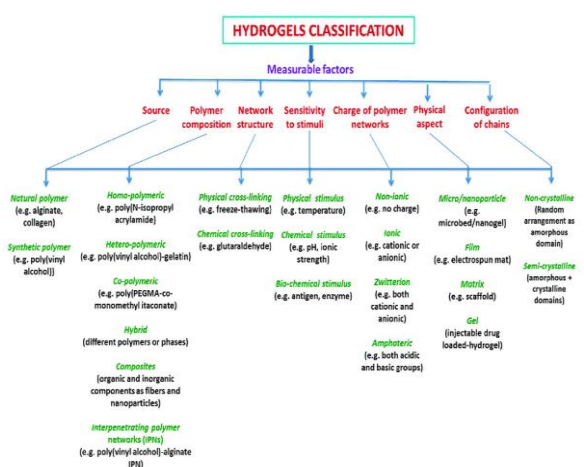 HYDROGELS CLASSIFICATION
Measurable factors
Source
Polymer
composition
Network
structure
Sensitivity
to stimuli
Charge of polymer
networks
Physical
aspect
Configuration
of chains
Natural polymer
(e.g. alginate,
collagen)
Synthetic polymer
(e.g. poly(vinyl
alcohol))
Homo-polymeric
(e.g. poly(N-isopropyl
acrylamide)
Hetero-polymeric
(e.g. poly(vinyl alcohol)-gelatin)
Co-polymeric
(e.g. poly(PEGMA-co-
monomethyl itaconate)
Hybrid
(different polymers or phases)
Composites
(organic and inorganic
components as fibers and
nanoparticles)
Interpenetrating polymer
networks (IPNs)
(e.g. poly(vinyl alcohol)-alginate
IPN)
Physical cross-linking
(e.g. freeze-thawing)
Chemical cross-linking
(e.g. glutaraldehyde)
Physical stimulus
(e.g. temperature)
Chemical stimulus
(e.g. pH, ionic
strength)
Bio-chemical stimulus
(e.g. antigen, enzyme)
Non-ionic
(e.g. no charge)
Ionic
(e.g. cationic or
anionic)
Zwitterion
(e.g. both
cationic and
anionic)
Amphoteric
(e.g. both acidic
and basic groups)
Micro/nanoparticle
(e.g.
microbed/nanogel)
Film
(e.g. electrospun mat)
Matrix
(e.g. scaffold)
Gel
(injectable drug
loaded-hydrogel)
Non-crystalline
(Random
arrangement as
amorphous
domain)
Semi-crystalline
(amorphous +
crystalline
domains)